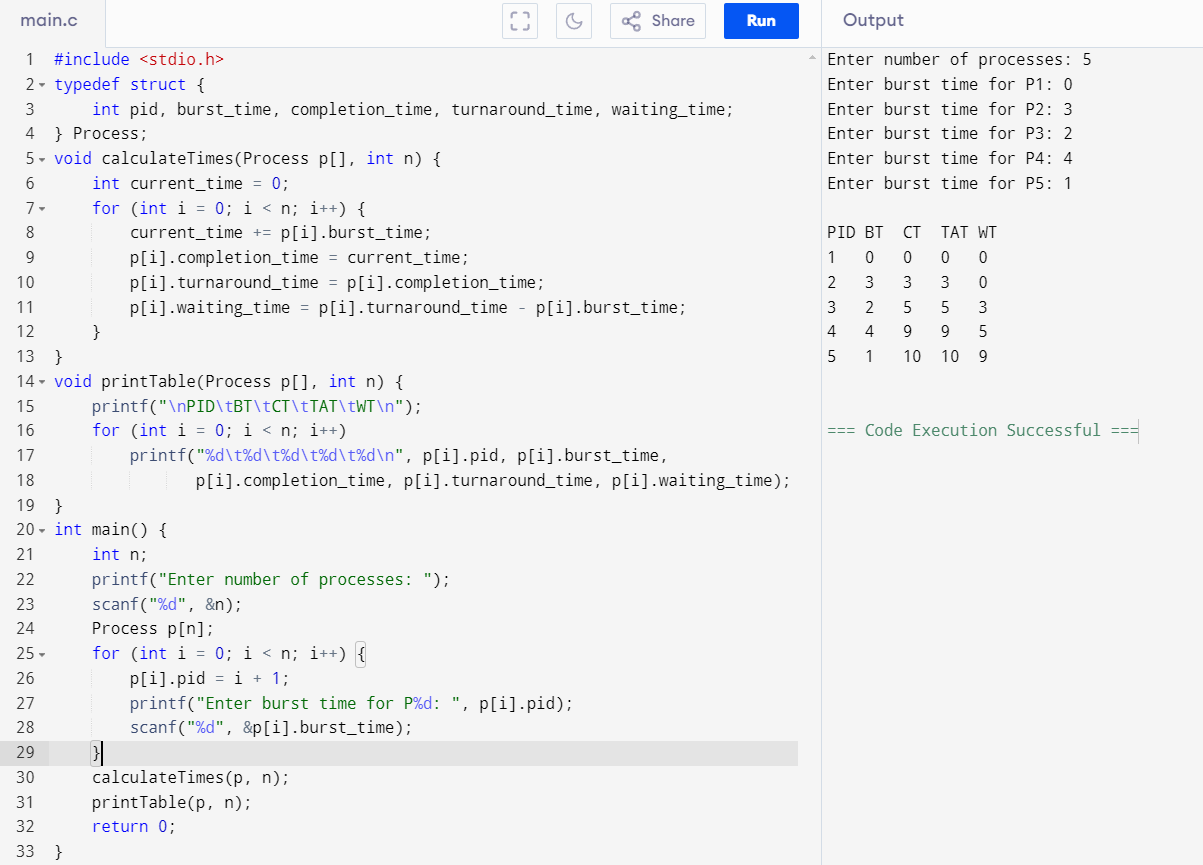 main.c
Share
Run
Output
1 #include <stdio.h>
2 typedef struct {
3     int pid, burst_time, completion_time, turnaround_time, waiting_time;
4 } Process;
5 void calculateTimes(Process p[], int n) {
6     int current_time = 0;
7     for (int i = 0; i < n; i++) {
8         current_time += p[i].burst_time;
9         p[i].completion_time = current_time;
10         p[i].turnaround_time = p[i].completion_time;
11         p[i].waiting_time = p[i].turnaround_time - p[i].burst_time;
12     }
13 }
14 void printTable(Process p[], int n) {
15     printf("\nPID\tBT\tCT\tTAT\tWT\n");
16     for (int i = 0; i < n; i++)
17         printf("%d\t%d\t%d\t%d\t%d\n", p[i].pid, p[i].burst_time,
18                p[i].completion_time, p[i].turnaround_time, p[i].waiting_time);
19 }
20 int main() {
21     int n;
22     printf("Enter number of processes: ");
23     scanf("%d", &n);
24     Process p[n];
25     for (int i = 0; i < n; i++) {
26         p[i].pid = i + 1;
27         printf("Enter burst time for P%d: ", p[i].pid);
28         scanf("%d", &p[i].burst_time);
29     }
30     calculateTimes(p, n);
31     printTable(p, n);
32     return 0;
33 }
Enter number of processes: 5
Enter burst time for P1: 0
Enter burst time for P2: 3
Enter burst time for P3: 2
Enter burst time for P4: 4
Enter burst time for P5: 1
PID BT  CT  TAT WT
1   0   0   0   0
2   3   3   3   0
3   2   5   5   3
4   4   9   9   5
5   1   10  10  9
=== Code Execution Successful ===